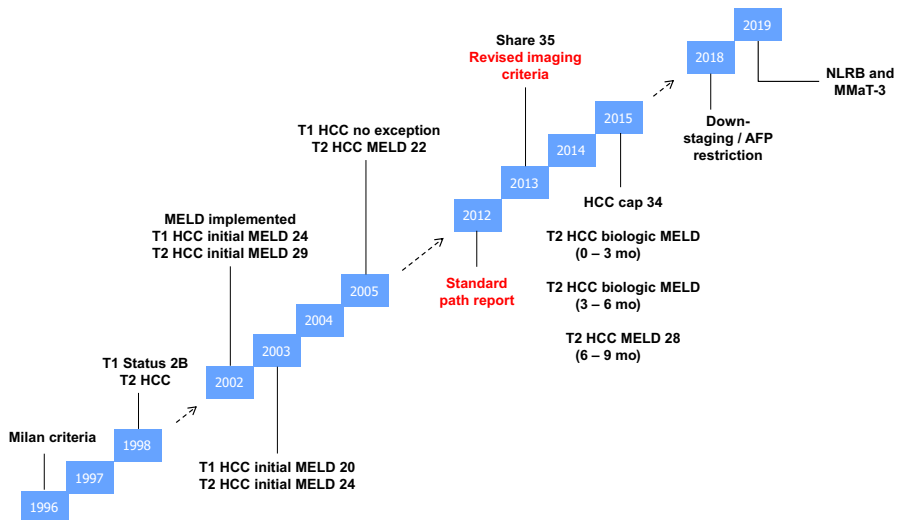 2019
Share 35
Revised imaging
criteria
2018
NLRB and
MMaT-3
Down-
staging / AFP
restriction
T1 HCC no exception
T2 HCC MELD 22
2015
2014
2013
HCC cap 34
2012
MELD implemented
T1 HCC initial MELD 24
T2 HCC initial MELD 29
T2 HCC biologic MELD
(0 – 3 mo)
Standard
path report
T2 HCC biologic MELD
(3 – 6 mo)
2005
2004
T2 HCC MELD 28
(6 – 9 mo)
2003
T1 Status 2B
T2 HCC
2002
Milan criteria
1998
T1 HCC initial MELD 20
T2 HCC initial MELD 24
1997
1996